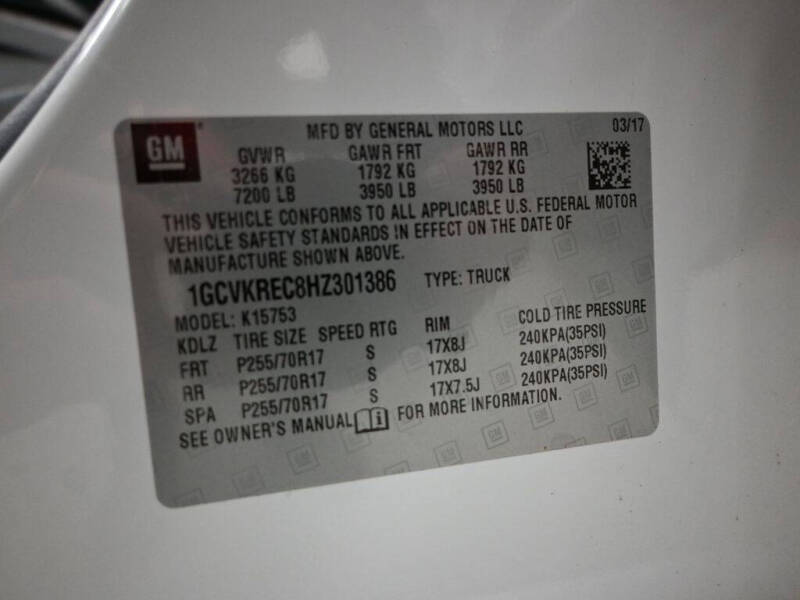 GM
MFD BY GENERAL MOTORS LLC 03/17
GVWR GAWR FRT GAWR RR
3266 KG 1792 KG 1792 KG
7200 LB 3950 LB 3950 LB
THIS VEHICLE CONFORMS TO ALL APPLICABLE U.S. FEDERAL MOTOR
VEHICLE SAFETY STANDARDS IN EFFECT ON THE DATE OF
MANUFACTURE SHOWN ABOVE.
1GCVKREC8HZ301386 TYPE: TRUCK
MODEL: K15753
KDLZ TIRE SIZE SPEED RTG RIM COLD TIRE PRESSURE
FRT P255/70R17 S 17X8J 240KPA(35PSI)
RR P255/70R17 S 17X8J 240KPA(35PSI)
SPA P255/70R17 S 17X7.5J 240KPA(35PSI)
SEE OWNER'S MANUAL FOR MORE INFORMATION.